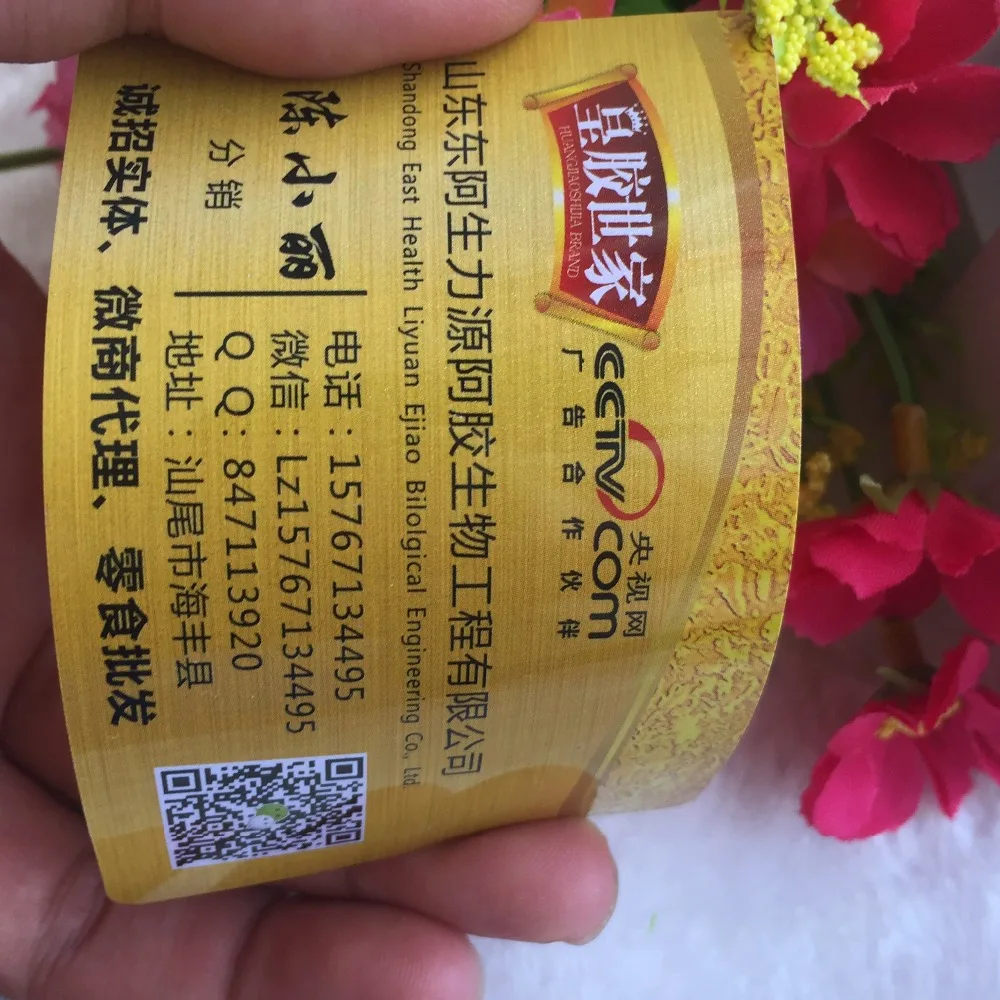 皇胶世家
HUANGJIAOSHIJIA BRAND
CCTV.COM 央视网
广告合作伙伴
山东东阿生力源阿胶生物工程有限公司
Shandong East Health Liyuan Ejiao Bilolgical Engineering Co., Ltd.
陈小丽
分销
电话：15767134495
微信：Lz15767134495
QQ：847113920
地址：汕尾市海丰县
诚招实体、微商代理、零食批发